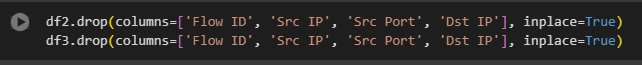 df2.drop(columns=['Flow ID', 'Src IP', 'Src Port', 'Dst IP'], inplace=True)
df3.drop(columns=['Flow ID', 'Src IP', 'Src Port', 'Dst IP'], inplace=True)